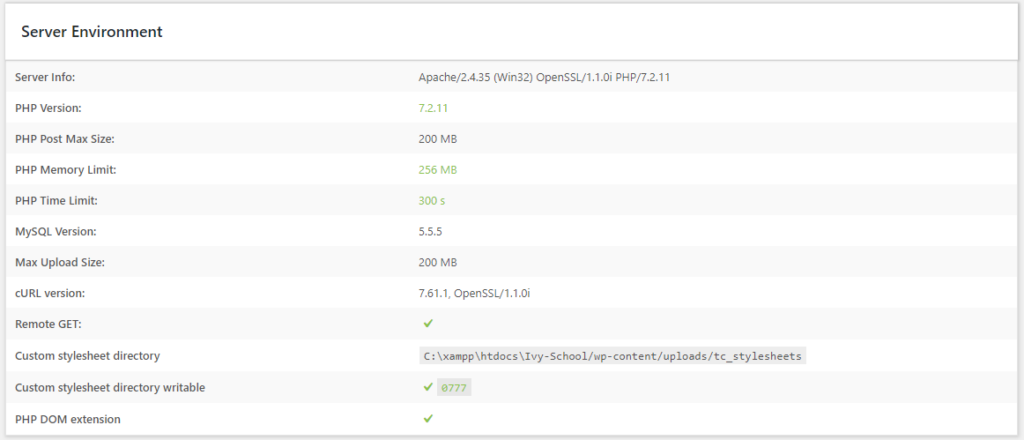 Server Environment
Server Info: Apache/2.4.35 (Win32) OpenSSL/1.1.0i PHP/7.2.11
PHP Version: 7.2.11
PHP Post Max Size: 200 MB
PHP Memory Limit: 256 MB
PHP Time Limit: 300 s
MySQL Version: 5.5.5
Max Upload Size: 200 MB
cURL version: 7.61.1, OpenSSL/1.1.0i
Remote GET: ✔
Custom stylesheet directory C:\xampp\htdocs\Ivy-School/wp-content/uploads/tc_stylesheets
Custom stylesheet directory writable ✔ 0777
PHP DOM extension ✔